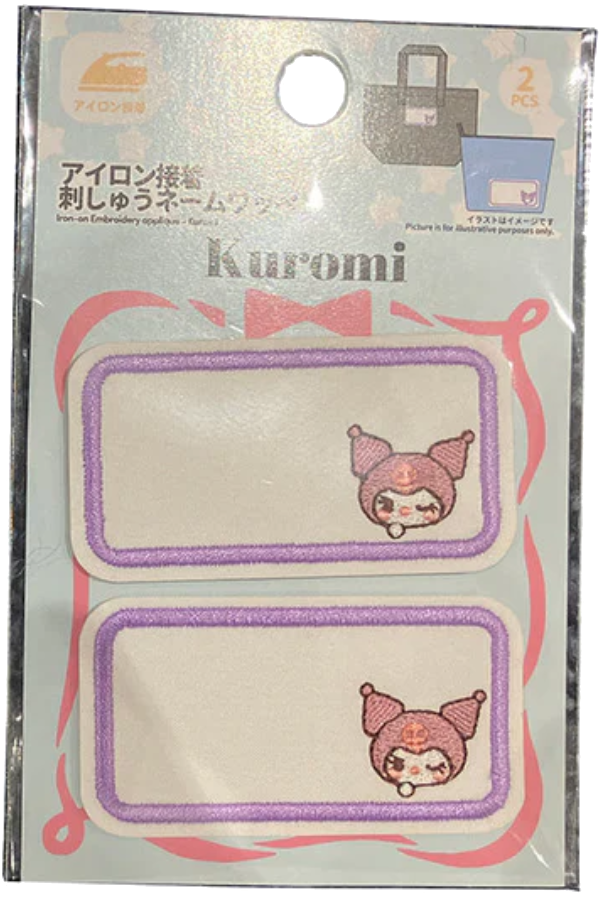 アイロン接着
2
PCS
アイロン接着
刺しゅうネームワッペン
Iron-on Embroidery applique - Kuromi
イラストはイメージです
Picture is for illustrative purposes only.
Kuromi